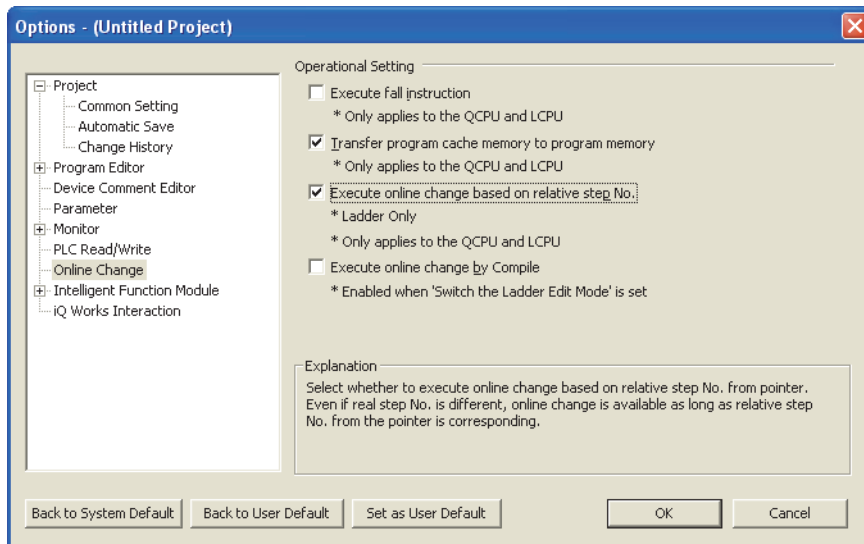 Options - (Untitled Project)
Project
Common Setting
Automatic Save
Change History
Program Editor
Device Comment Editor
Parameter
Monitor
PLC Read/Write
Online Change
Intelligent Function Module
iQ Works Interaction
Operational Setting
Execute fall instruction
* Only applies to the QCPU and LCPU
Transfer program cache memory to program memory
* Only applies to the QCPU and LCPU
Execute online change based on relative step No.
* Ladder Only
* Only applies to the QCPU and LCPU
Execute online change by Compile
* Enabled when 'Switch the Ladder Edit Mode' is set
Explanation
Select whether to execute online change based on relative step No. from pointer.
Even if real step No. is different, online change is available as long as relative step
No. from the pointer is corresponding.
Back to System Default
Back to User Default
Set as User Default
OK
Cancel